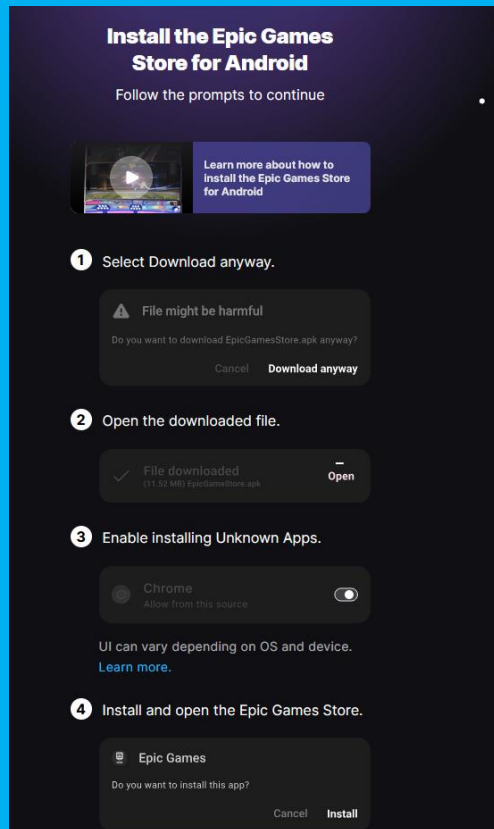 Install the Epic Games
Store for Android
Follow the prompts to continue
Learn more about how to
install the Epic Games Store
for Android
1 Select Download anyway.
File might be harmful
Do you want to download EpicGamesStore.apk anyway?
Cancel Download anyway
2 Open the downloaded file.
File downloaded
(11.52 MB) EpicGameStore.apk
Open
3 Enable installing Unknown Apps.
Chrome
Allow from this source
UI can vary depending on OS and device.
Learn more.
4 Install and open the Epic Games Store.
Epic Games
Do you want to install this app?
Cancel Install